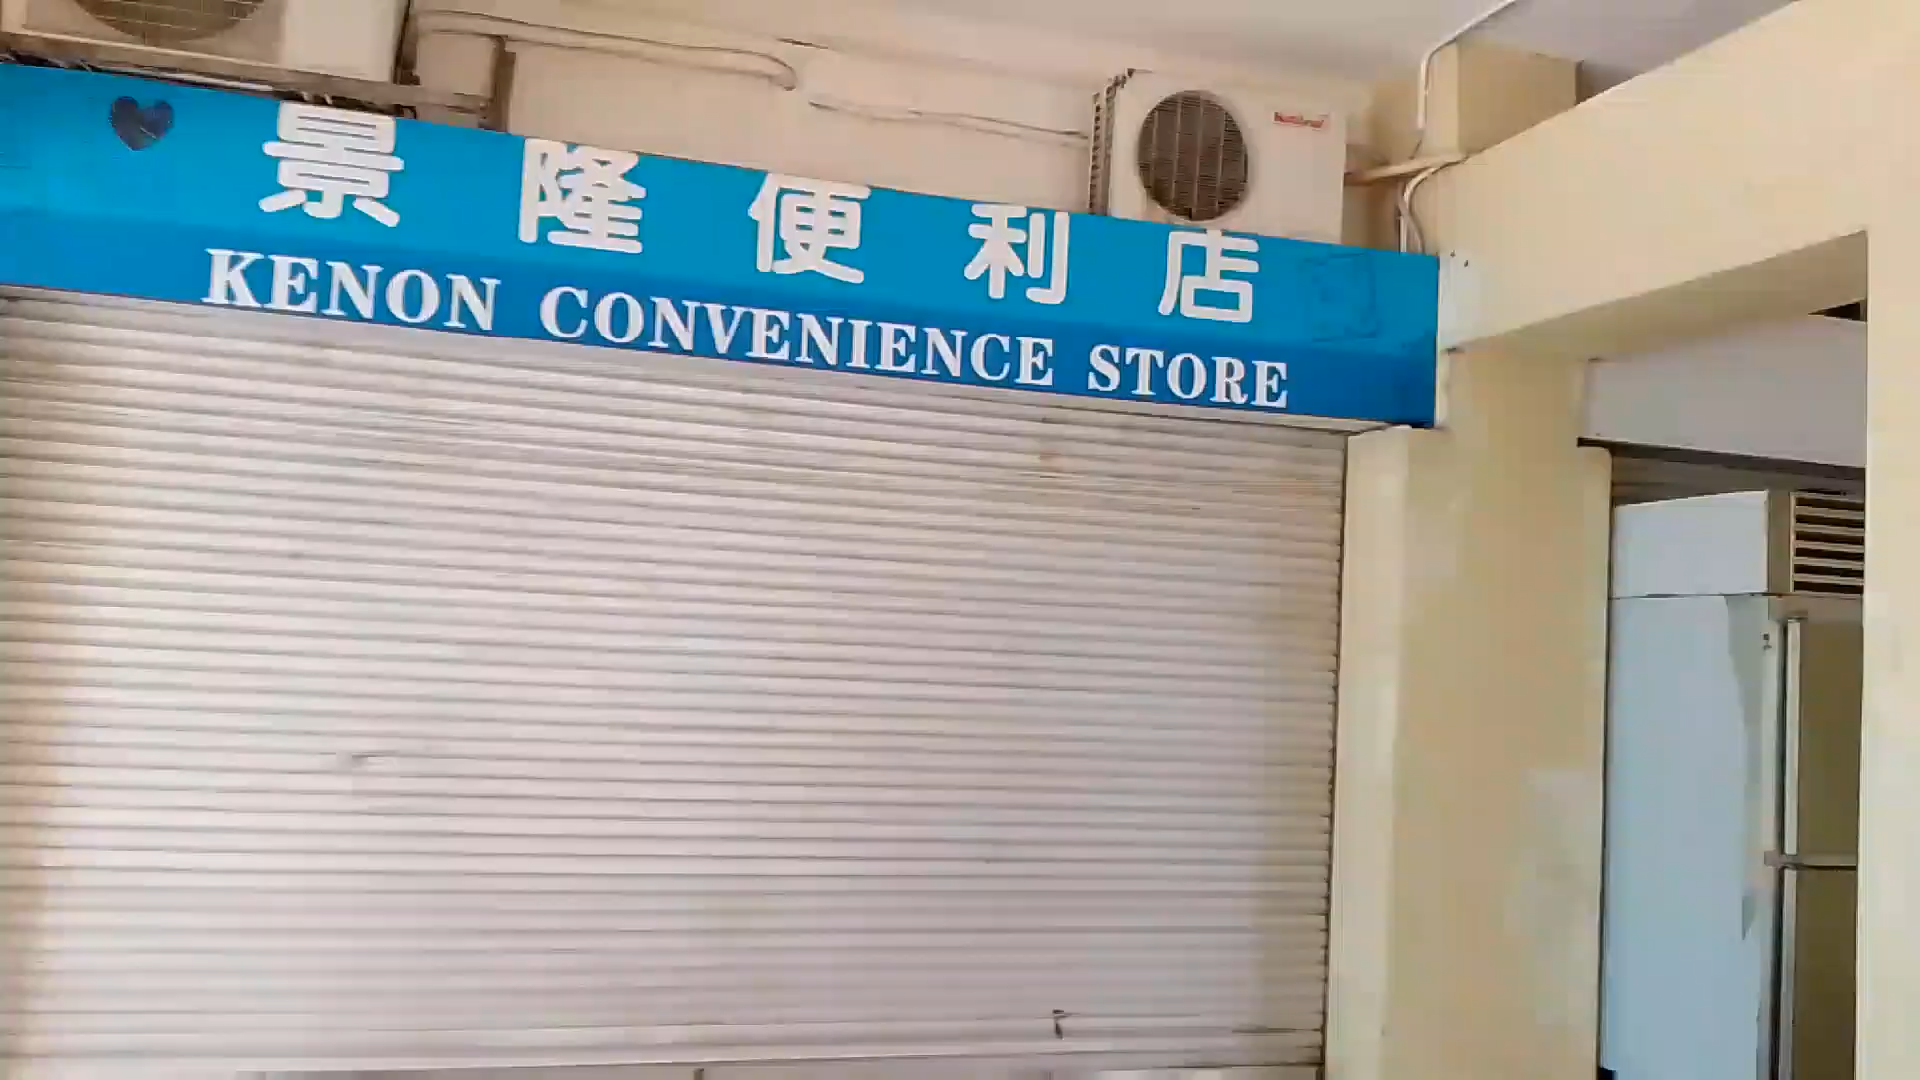 景隆便利店
KENON CONVENIENCE STORE